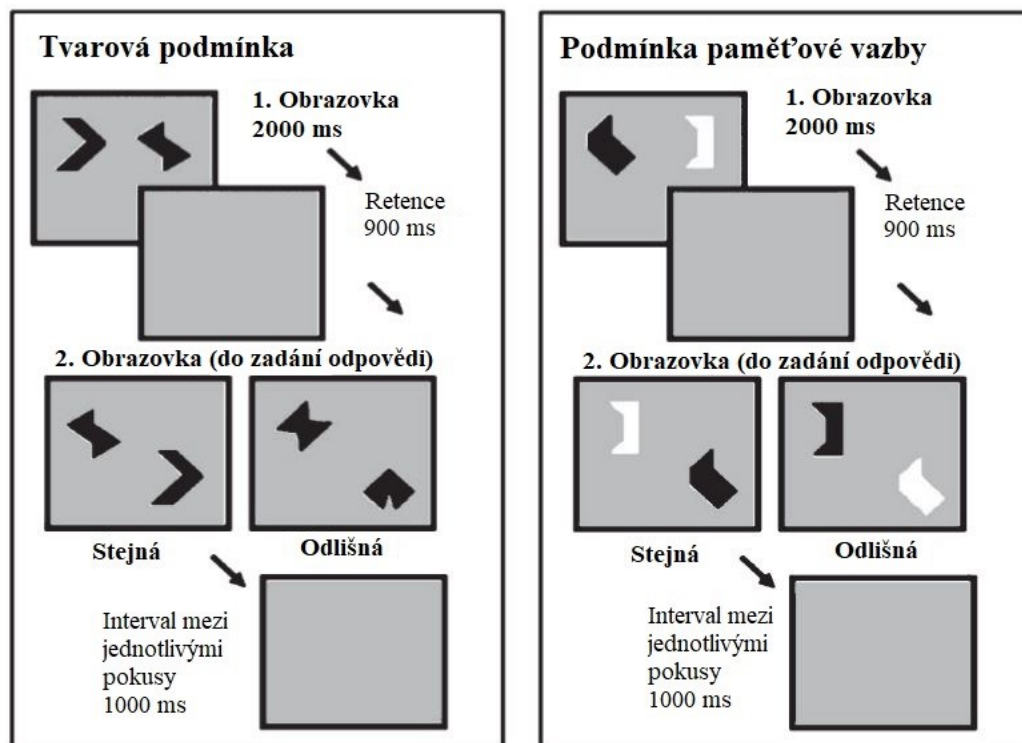 Tvarová podmínka
1. Obrazovka
2000 ms
Retence
900 ms
2. Obrazovka (do zadání odpovědi)
Stejná
Odlišná
Interval mezi
jednotlivými
pokusy
1000 ms
Podmínka paměťové vazby
1. Obrazovka
2000 ms
Retence
900 ms
2. Obrazovka (do zadání odpovědi)
Stejná
Odlišná
Interval mezi
jednotlivými
pokusy
1000 ms